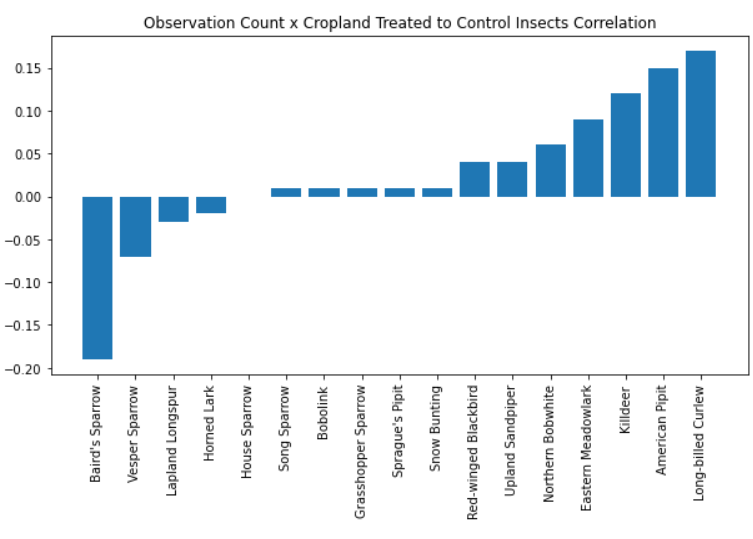 Observation Count x Cropland Treated to Control Insects Correlation
0.15
0.10
0.05
0.00
−0.05
−0.10
−0.15
−0.20
Baird's Sparrow
Vesper Sparrow
Lapland Longspur
Horned Lark
House Sparrow
Song Sparrow
Bobolink
Grasshopper Sparrow
Sprague's Pipit
Snow Bunting
Red-winged Blackbird
Upland Sandpiper
Northern Bobwhite
Eastern Meadowlark
Killdeer
American Pipit
Long-billed Curlew